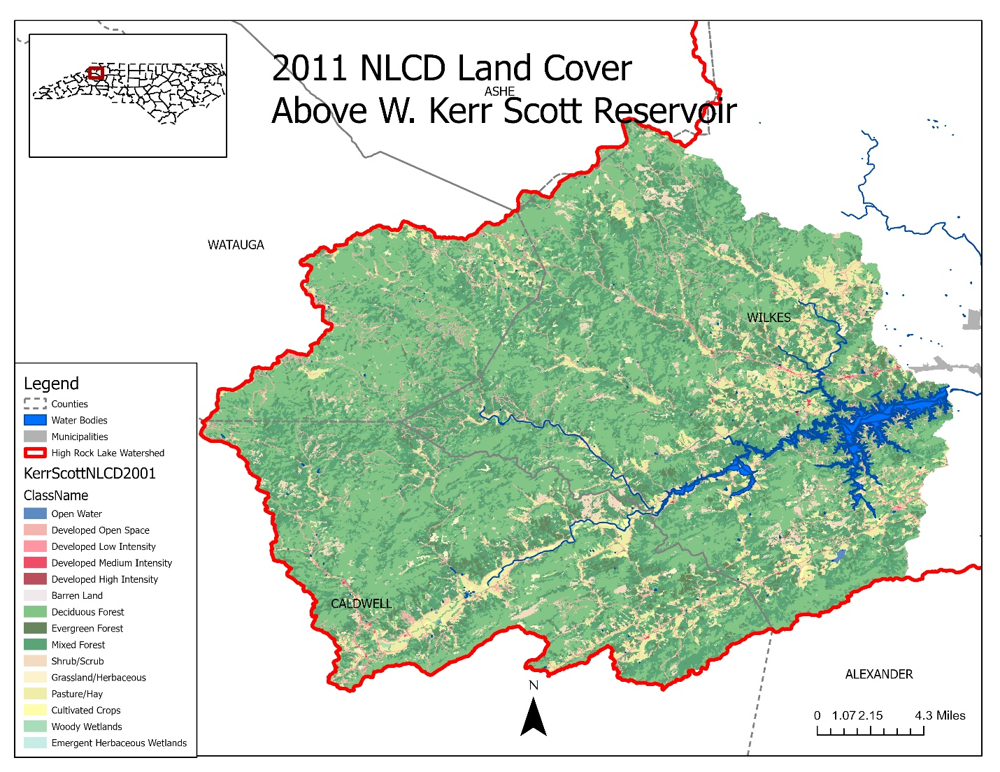 2011 NLCD Land Cover
ASHE
Above W. Kerr Scott Reservoir
WATAUGA
WILKES
CALDWELL
ALEXANDER
Legend
Counties
Water Bodies
Municipalities
High Rock Lake Watershed
KerrScottNLCD2001
ClassName
Open Water
Developed Open Space
Developed Low Intensity
Developed Medium Intensity
Developed High Intensity
Barren Land
Deciduous Forest
Evergreen Forest
Mixed Forest
Shrub/Scrub
Grassland/Herbaceous
Pasture/Hay
Cultivated Crops
Woody Wetlands
Emergent Herbaceous Wetlands
N
0 1.07 2.15 4.3 Miles